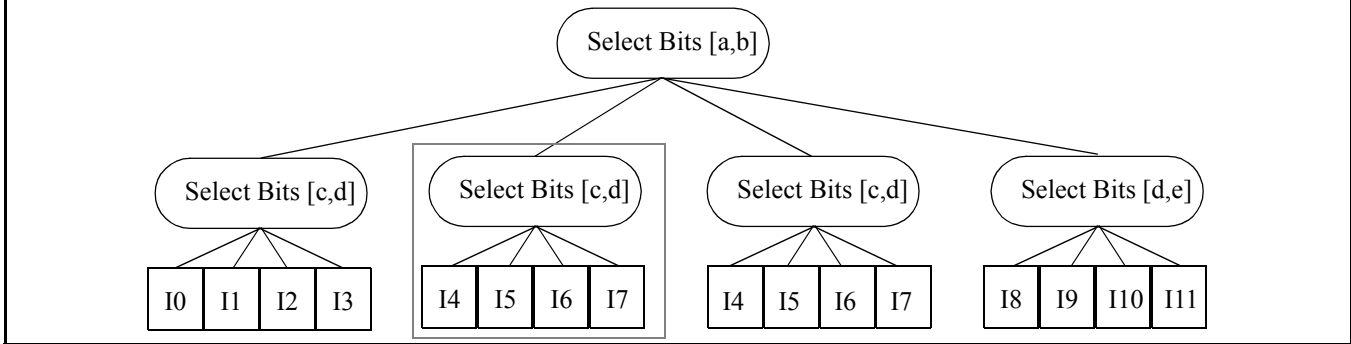 Select Bits [a,b]
Select Bits [c,d] Select Bits [c,d] Select Bits [c,d] Select Bits [d,e]
I0 I1 I2 I3 I4 I5 I6 I7 I4 I5 I6 I7 I8 I9 I10 I11